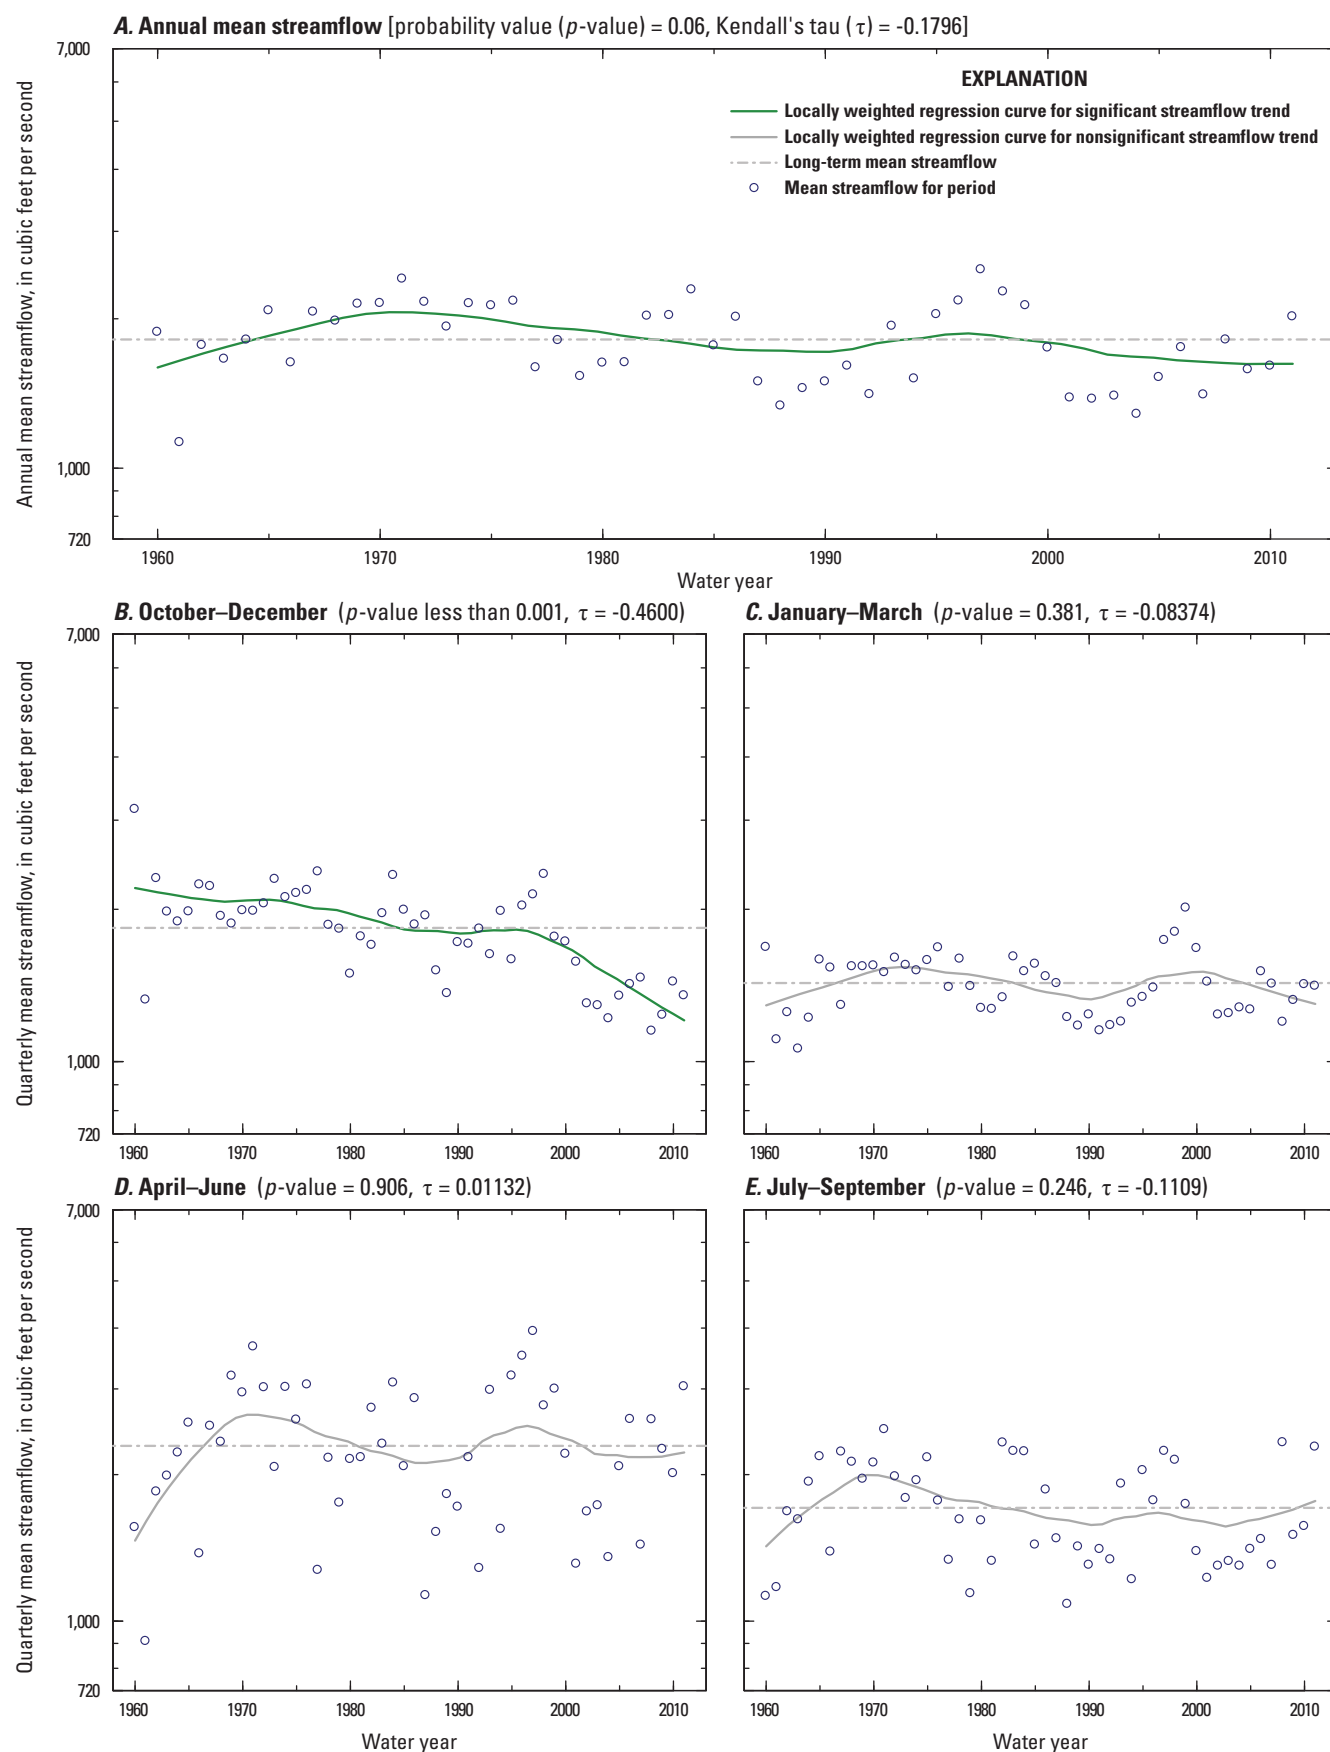 A. Annual mean streamflow [probability value (p-value) = 0.06, Kendall's tau (τ) = -0.1796]
7,000
1,000
720
Annual mean streamflow, in cubic feet per second
EXPLANATION
Locally weighted regression curve for significant streamflow trend
Locally weighted regression curve for nonsignificant streamflow trend
Long-term mean streamflow
Mean streamflow for period
1960 1970 1980 1990 2000 2010
Water year
B. October–December (p-value less than 0.001, τ = -0.4600)
7,000
1,000
720
Quarterly mean streamflow, in cubic feet per second
1960 1970 1980 1990 2000 2010
C. January–March (p-value = 0.381, τ = -0.08374)
1960 1970 1980 1990 2000 2010
D. April–June (p-value = 0.906, τ = 0.01132)
7,000
1,000
720
Quarterly mean streamflow, in cubic feet per second
1960 1970 1980 1990 2000 2010
Water year
E. July–September (p-value = 0.246, τ = -0.1109)
1960 1970 1980 1990 2000 2010
Water year